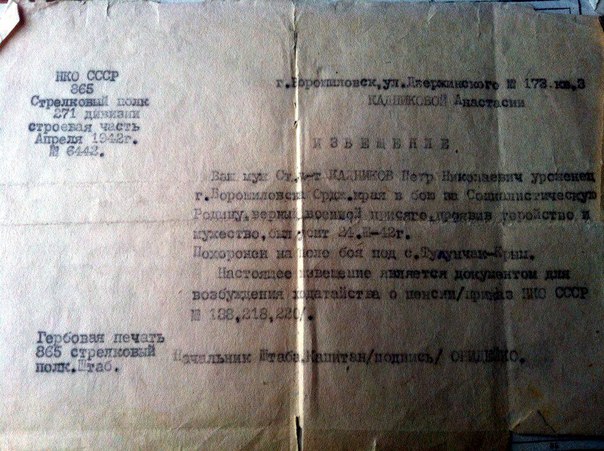 НКО СССР
865
Стрелковый полк
271 дивизии
строевая часть
Апреля 1942г.
№ 6442.
г.Ворошиловск,ул.Дзержинского № 173.кв.3
КАДНИКОВОЙ Анастасии
ИЗВЕЩЕНИЕ.
Ваш муж Ст. КАДНИКОВ Петр Николаевич уроженец
г.Ворошиловска Ордж.края в бою за Социалистическую
Родину,верный военной присяге,проявив геройство и
мужество,был убит 24.Ш-42г.
Похоронен на поле боя под с.
Настоящее извещение является документом для
возбуждения ходатайства о пенсии/приказ НКО СССР
№ 138,218,220/.
Гербовая печать
865 стрелковый
полк.Штаб.
Начальник Штаба.Капитан/подпись/